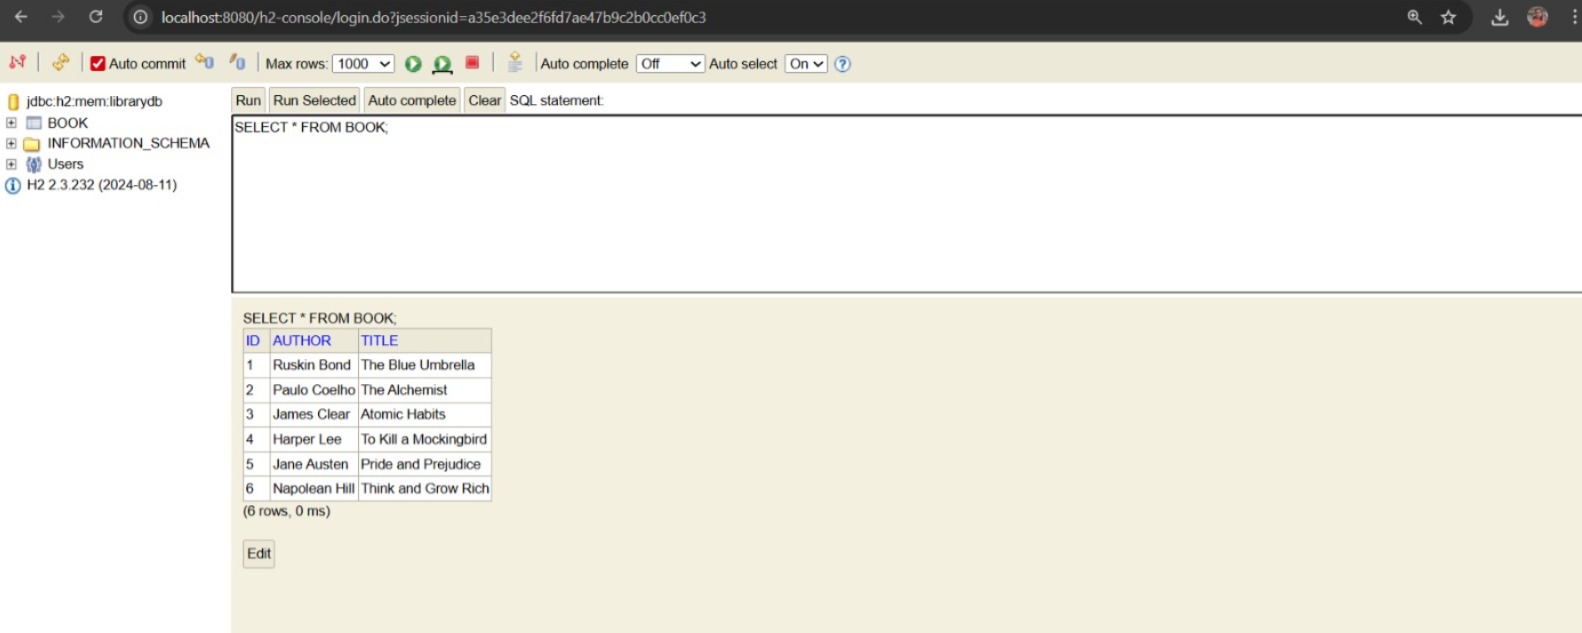 localhost:8080/h2-console/login.do?jsessionid=a35e3dee2f6fd7ae47b9c2b0cc0ef0c3
Auto commit Max rows: 1000 Auto complete Off Auto select On ?
jdbc:h2:mem:librarydb
BOOK
INFORMATION_SCHEMA
Users
H2 2.3.232 (2024-08-11)
Run Run Selected Auto complete Clear SQL statement:
SELECT * FROM BOOK;
SELECT * FROM BOOK;
ID AUTHOR TITLE
1 Ruskin Bond The Blue Umbrella
2 Paulo Coelho The Alchemist
3 James Clear Atomic Habits
4 Harper Lee To Kill a Mockingbird
5 Jane Austen Pride and Prejudice
6 Napolean Hill Think and Grow Rich
(6 rows, 0 ms)
Edit